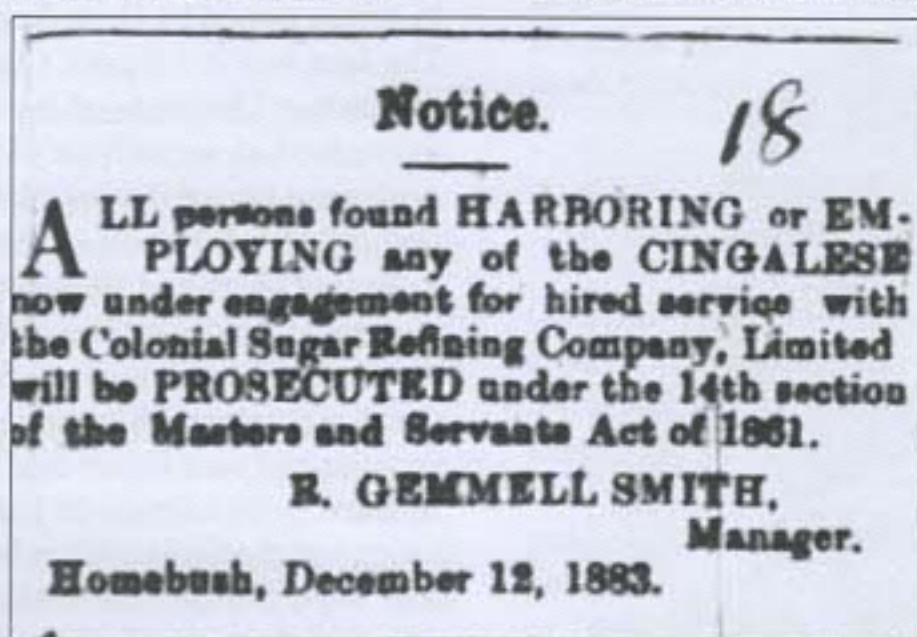 Notice.
18
ALL persons found HARBORING or EM-
PLOYING any of the CINGALESE
now under engagement for hired service with
the Colonial Sugar Refining Company, Limited
will be PROSECUTED under the 14th section
of the Masters and Servants Act of 1861.
R. GEMMELL SMITH,
Manager.
Homebush, December 12, 1883.